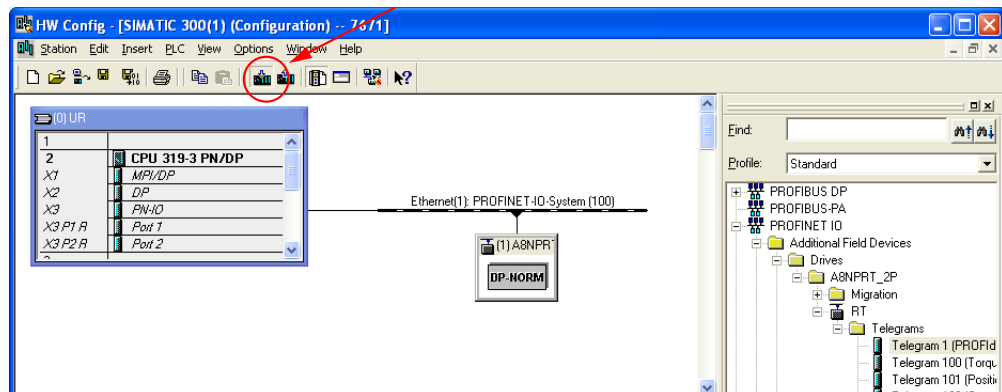 HW Config - [SIMATIC 300(1) (Configuration) -- 7671]
Station Edit Insert PLC View Options Window Help
(0) UR
1
2 CPU 319-3 PN/DP
X1 MPI/DP
X2 DP
X3 PN-IO
X3 P1 R Port 1
X3 P2 R Port 2
Ethernet(1): PROFINET-IO-System (100)
(1) A8NPRT
DP-NORM
Find:
Profile: Standard
PROFIBUS DP
PROFIBUS-PA
PROFINET IO
Additional Field Devices
Drives
A8NPRT_2P
Migration
RT
Telegrams
Telegram 1 (PROFId
Telegram 100 (Torqu
Telegram 101 (Positi